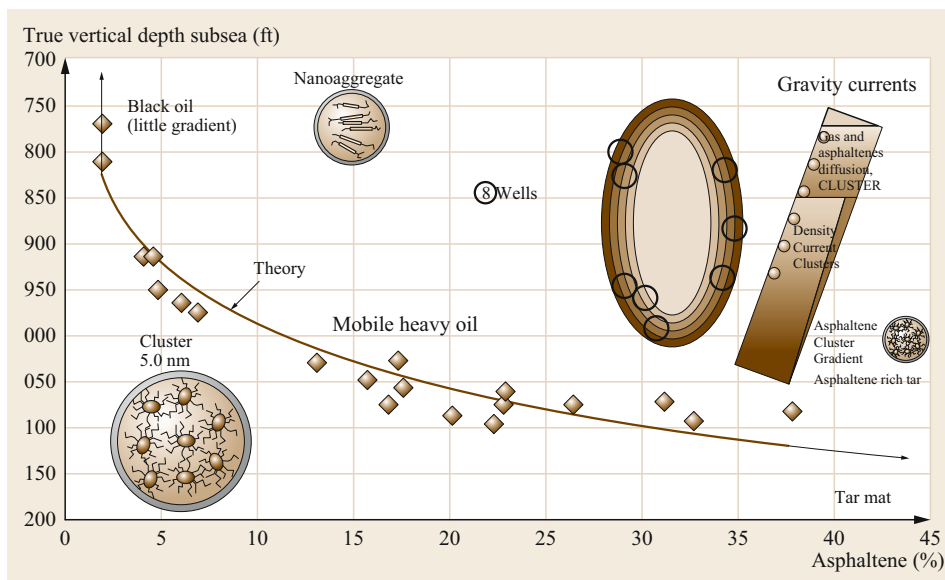 True vertical depth subsea (ft)
700
750
800
850
900
950
000
050
100
150
200
0
5
10
15
20
25
30
35
40
45
Asphaltene (%)
Black oil
(little gradient)
Nanoaggregate
8 Wells
Theory
Mobile heavy oil
Cluster
5.0 nm
Gravity currents
Gas and
asphaltenes
diffusion,
CLUSTER
Density
Current
Clusters
Asphaltene
Cluster
Gradient
Asphaltene rich tar
Tar mat